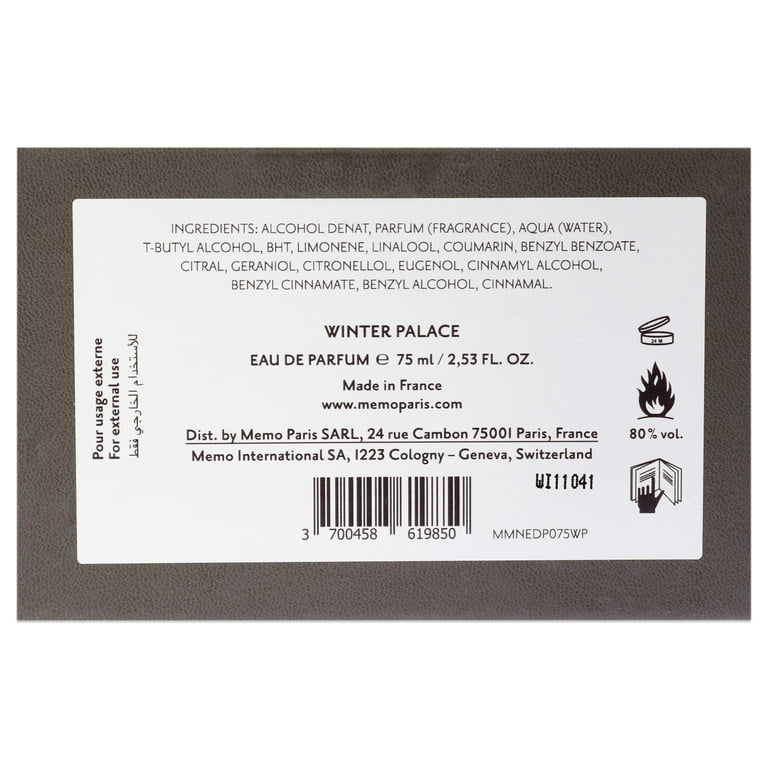 INGREDIENTS: ALCOHOL DENAT, PARFUM (FRAGRANCE), AQUA (WATER),
T-BUTYL ALCOHOL, BHT, LIMONENE, LINALOOL, COUMARIN, BENZYL BENZOATE,
CITRAL, GERANIOL, CITRONELLOL, EUGENOL, CINNAMYL ALCOHOL,
BENZYL CINNAMATE, BENZYL ALCOHOL, CINNAMAL.
WINTER PALACE
EAU DE PARFUM ℮ 75 ml / 2,53 FL. OZ.
Made in France
www.memoparis.com
Dist. by Memo Paris SARL, 24 rue Cambon 75001 Paris, France
Memo International SA, 1223 Cologny – Geneva, Switzerland
WI11041
3 700458 619850
MMNEDP075WP
Pour usage externe
For external use
للأستخدام الخارجي فقط
24 M
80% vol.